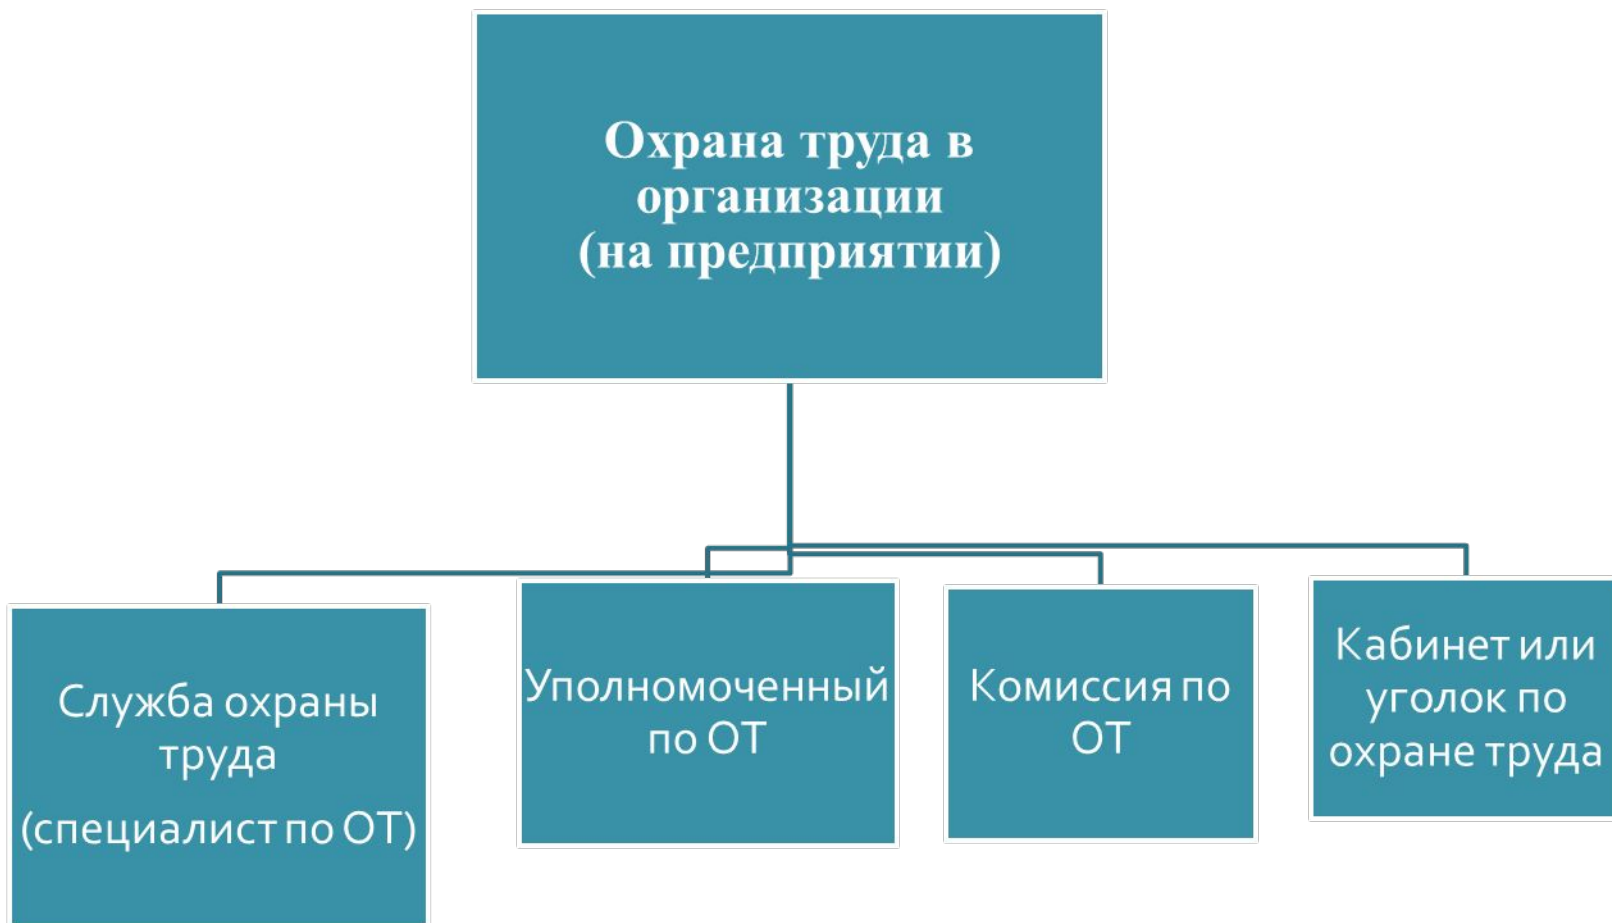 Охрана труда в
организации
(на предприятии)
Служба охраны
труда
(специалист по ОТ)
Уполномоченный
по ОТ
Комиссия по
ОТ
Кабинет или
уголок по
охране труда